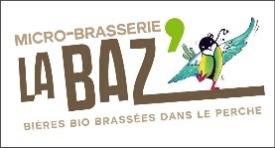 MICRO-BRASSERIE
LA BAZ'
BIÈRES BIO BRASSÉES DANS LE PERCHE